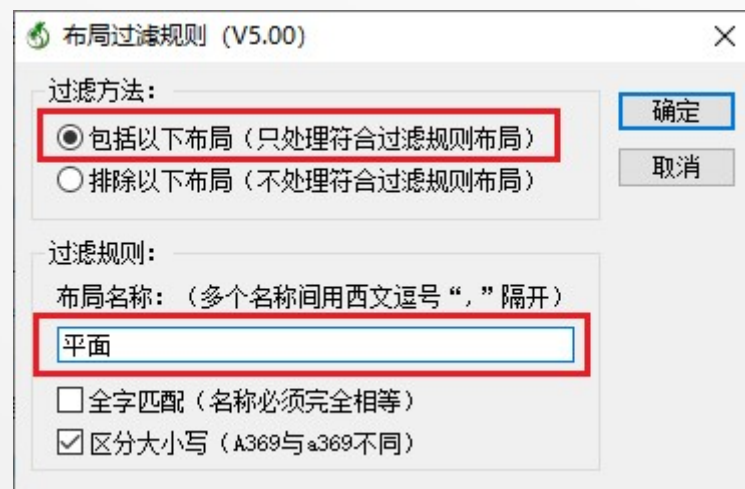 布局过滤规则 (V5.00)
过滤方法:
包括以下布局(只处理符合过滤规则布局)
确定
排除以下布局(不处理符合过滤规则布局)
取消
过滤规则:
布局名称:(多个名称间用西文逗号“,”隔开)
平面
全字匹配(名称必须完全相等)
区分大小写(A369与a369不同)